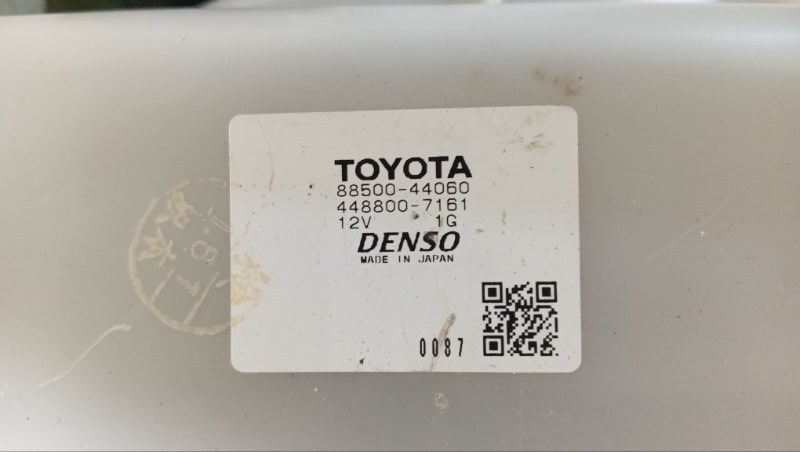 TOYOTA
88500-44060
448800-7161
12V 1G
DENSO
MADE IN JAPAN
0087